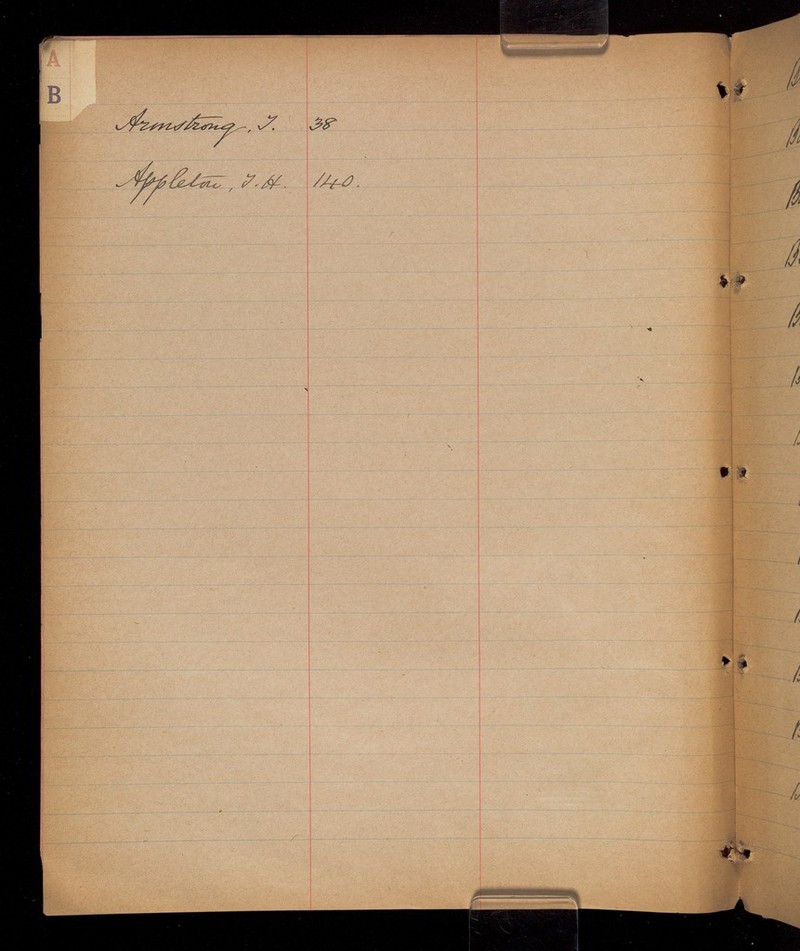 A
B
Armstrong, T. 38
Appleton, T. H. 140.